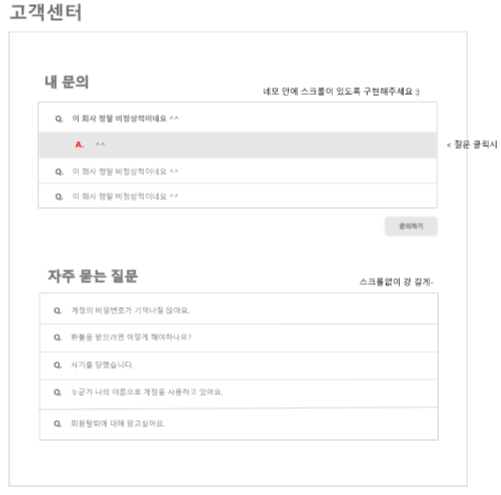 고객센터
내 문의
네모 안에 스크롤이 있도록 구현해주세요 :)
Q. 이 회사 정말 비정상적이네요 ^^
A. ^^
< 질문 클릭시
Q. 이 회사 정말 비정상적이네요 ^^
Q. 이 회사 정말 비정상적이네요 ^^
문의하기
자주 묻는 질문
스크롤없이 걍 길게-
Q. 계정의 비밀번호가 기억나질 않아요.
Q. 환불을 받으려면 어떻게 해야하나요?
Q. 사기를 당했습니다.
Q. 누군가 나의 이름으로 계정을 사용하고 있어요.
Q. 회원탈퇴에 대해 알고싶어요.